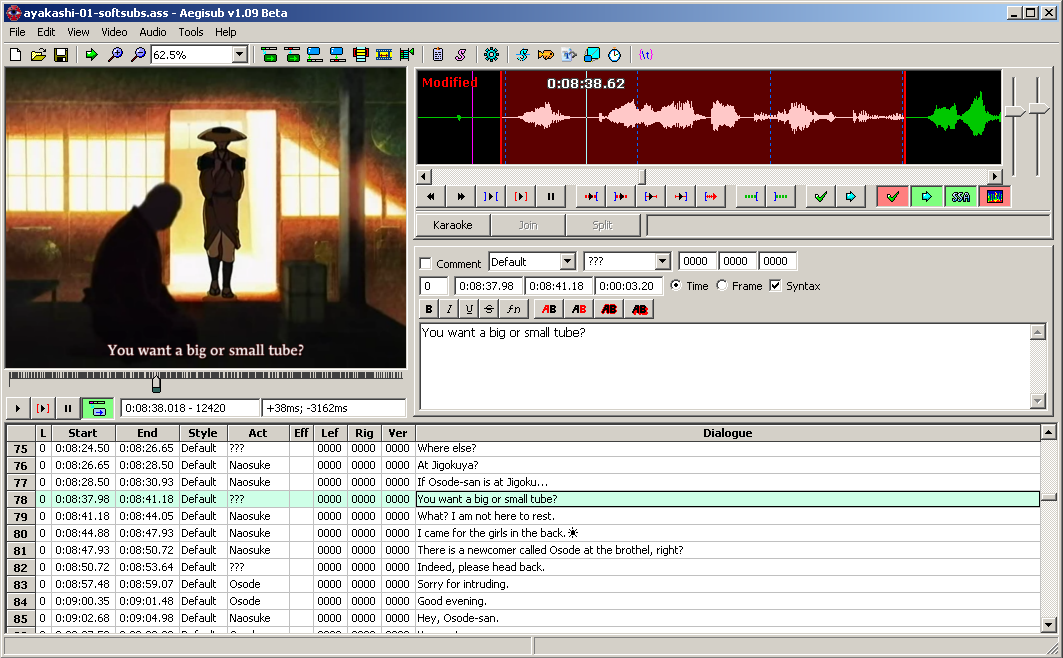 ayakashi-01-softsubs.ass - Aegisub v1.09 Beta
File Edit View Video Audio Tools Help
62.5%
Modified 0:08:38.62
You want a big or small tube?
0:08:38.018 - 12420 +38ms; -3162ms
SSA
Karaoke Join Split
Comment Default ??? 0000 0000 0000
0 0:08:37.98 0:08:41.18 0:00:03.20 Time Frame Syntax
B I U S fn AB AB AB AB
You want a big or small tube?
L Start End Style Act Eff Lef Rig Ver Dialogue
75 0 0:08:24.50 0:08:26.65 Default ??? 0000 0000 0000 Where else?
76 0 0:08:26.65 0:08:28.50 Default Naosuke 0000 0000 0000 At Jigokuya?
77 0 0:08:28.50 0:08:30.93 Default Naosuke 0000 0000 0000 If Osode-san is at Jigoku...
78 0 0:08:37.98 0:08:41.18 Default ??? 0000 0000 0000 You want a big or small tube?
79 0 0:08:41.18 0:08:44.05 Default Naosuke 0000 0000 0000 What? I am not here to rest.
80 0 0:08:44.88 0:08:47.93 Default Naosuke 0000 0000 0000 I came for the girls in the back.☀
81 0 0:08:47.93 0:08:50.72 Default Naosuke 0000 0000 0000 There is a newcomer called Osode at the brothel, right?
82 0 0:08:50.72 0:08:53.64 Default ??? 0000 0000 0000 Indeed, please head back.
83 0 0:08:57.48 0:08:59.07 Default Osode 0000 0000 0000 Sorry for intruding.
84 0 0:09:00.35 0:09:01.48 Default Osode 0000 0000 0000 Good evening.
85 0 0:09:02.68 0:09:04.98 Default Naosuke 0000 0000 0000 Hey, Osode-san.